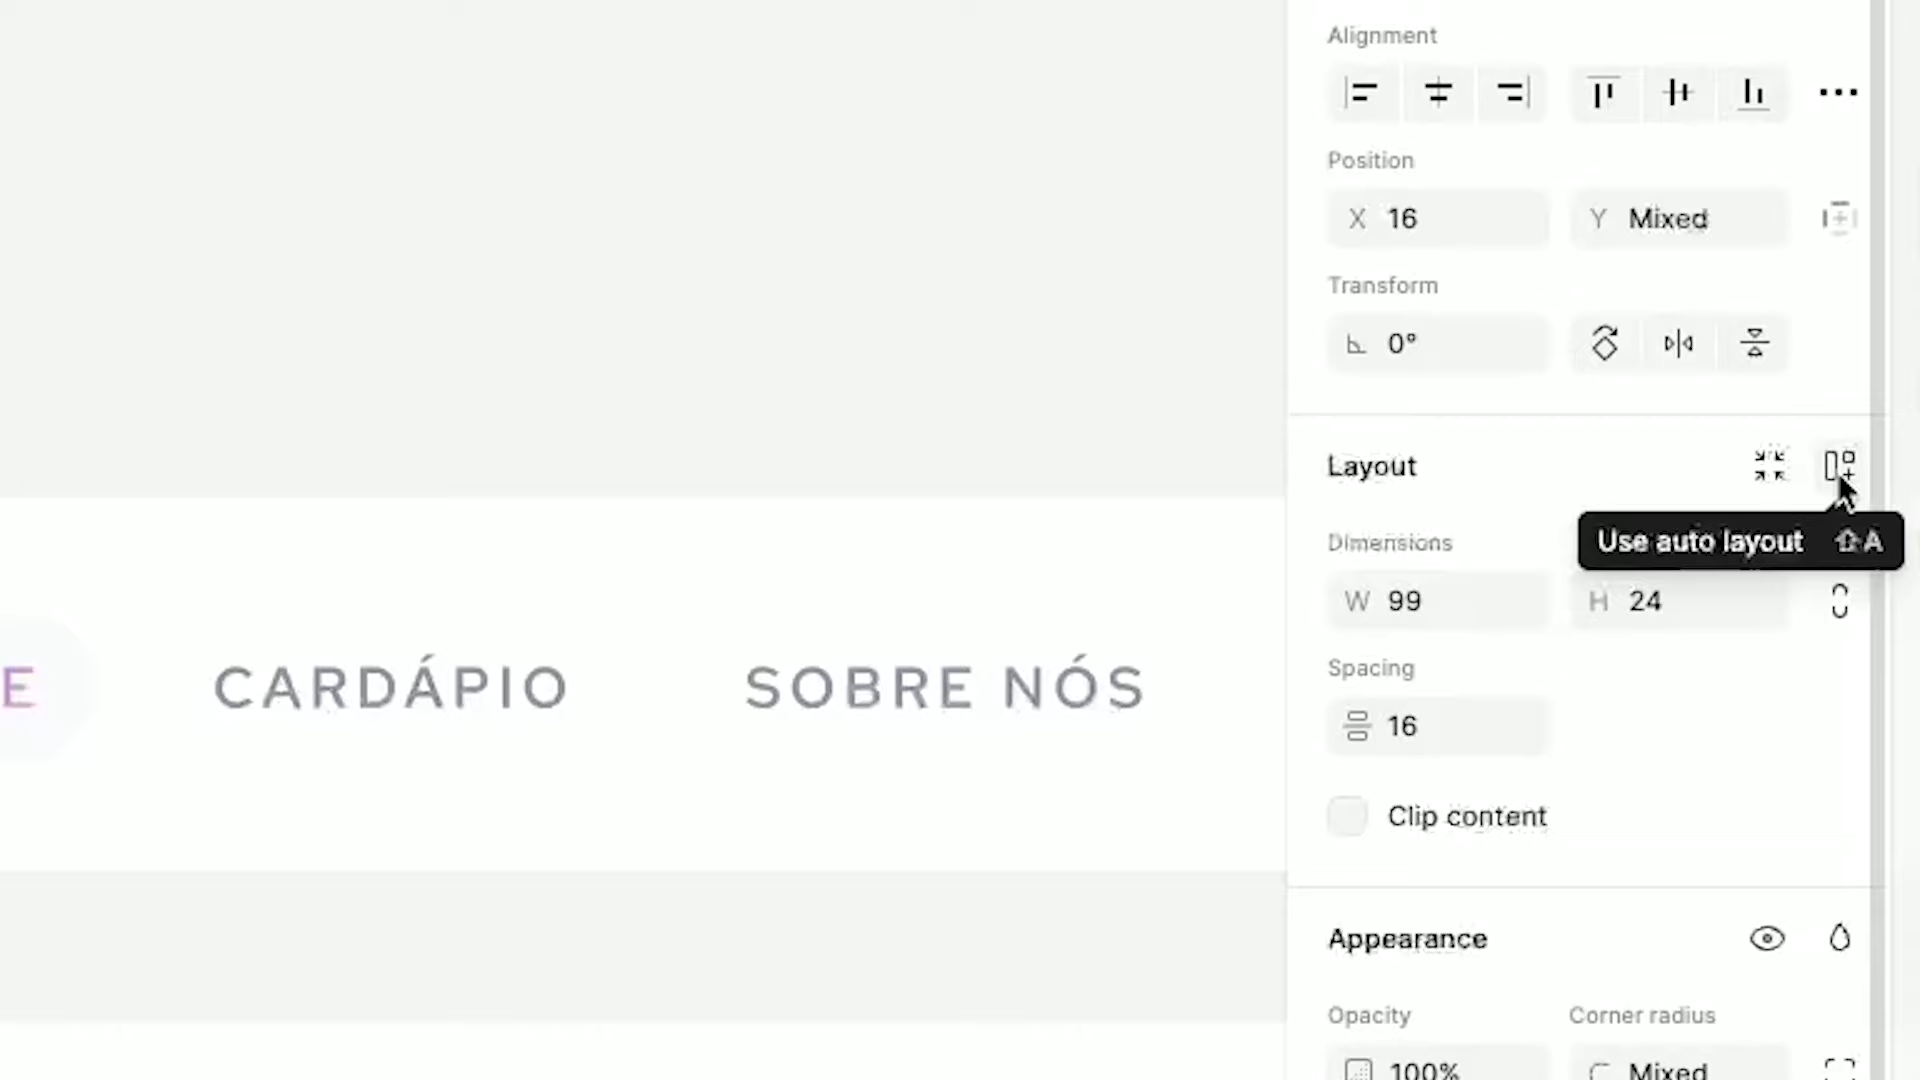 Alignment
Position
X 16
Y Mixed
Transform
0°
Layout
Use auto layout ⇧A
Dimensions
W 99
H 24
Spacing
16
Clip content
Appearance
Opacity
Corner radius
100%
Mixed
E
CARDÁPIO
SOBRE NÓS